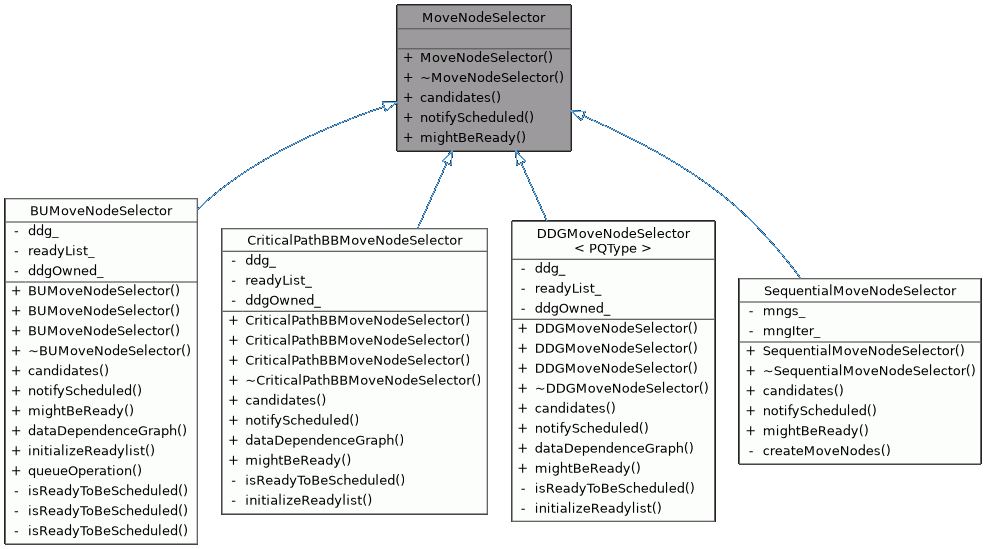 MoveNodeSelector
+ MoveNodeSelector()
+ ~MoveNodeSelector()
+ candidates()
+ notifyScheduled()
+ mightBeReady()
BUMoveNodeSelector
- ddg_
- readyList_
- ddgOwned_
+ BUMoveNodeSelector()
+ BUMoveNodeSelector()
+ BUMoveNodeSelector()
+ ~BUMoveNodeSelector()
+ candidates()
+ notifyScheduled()
+ mightBeReady()
+ dataDependenceGraph()
+ initializeReadylist()
+ queueOperation()
- isReadyToBeScheduled()
- isReadyToBeScheduled()
- isReadyToBeScheduled()
CriticalPathBBMoveNodeSelector
- ddg_
- readyList_
- ddgOwned_
+ CriticalPathBBMoveNodeSelector()
+ CriticalPathBBMoveNodeSelector()
+ CriticalPathBBMoveNodeSelector()
+ ~CriticalPathBBMoveNodeSelector()
+ candidates()
+ notifyScheduled()
+ dataDependenceGraph()
+ mightBeReady()
- isReadyToBeScheduled()
- initializeReadylist()
DDGMoveNodeSelector
< PQType >
- ddg_
- readyList_
- ddgOwned_
+ DDGMoveNodeSelector()
+ DDGMoveNodeSelector()
+ DDGMoveNodeSelector()
+ ~DDGMoveNodeSelector()
+ candidates()
+ notifyScheduled()
+ dataDependenceGraph()
+ mightBeReady()
- isReadyToBeScheduled()
- initializeReadylist()
SequentialMoveNodeSelector
- mngs_
- mngIter_
+ SequentialMoveNodeSelector()
+ ~SequentialMoveNodeSelector()
+ candidates()
+ notifyScheduled()
+ mightBeReady()
- createMoveNodes()